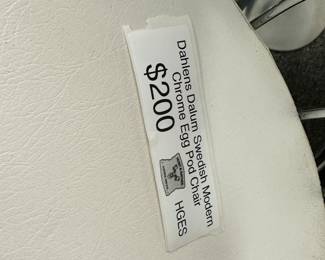 Dahlens Dalum Swedish Modern
Chrome Egg Pod Chair
$200
HGES